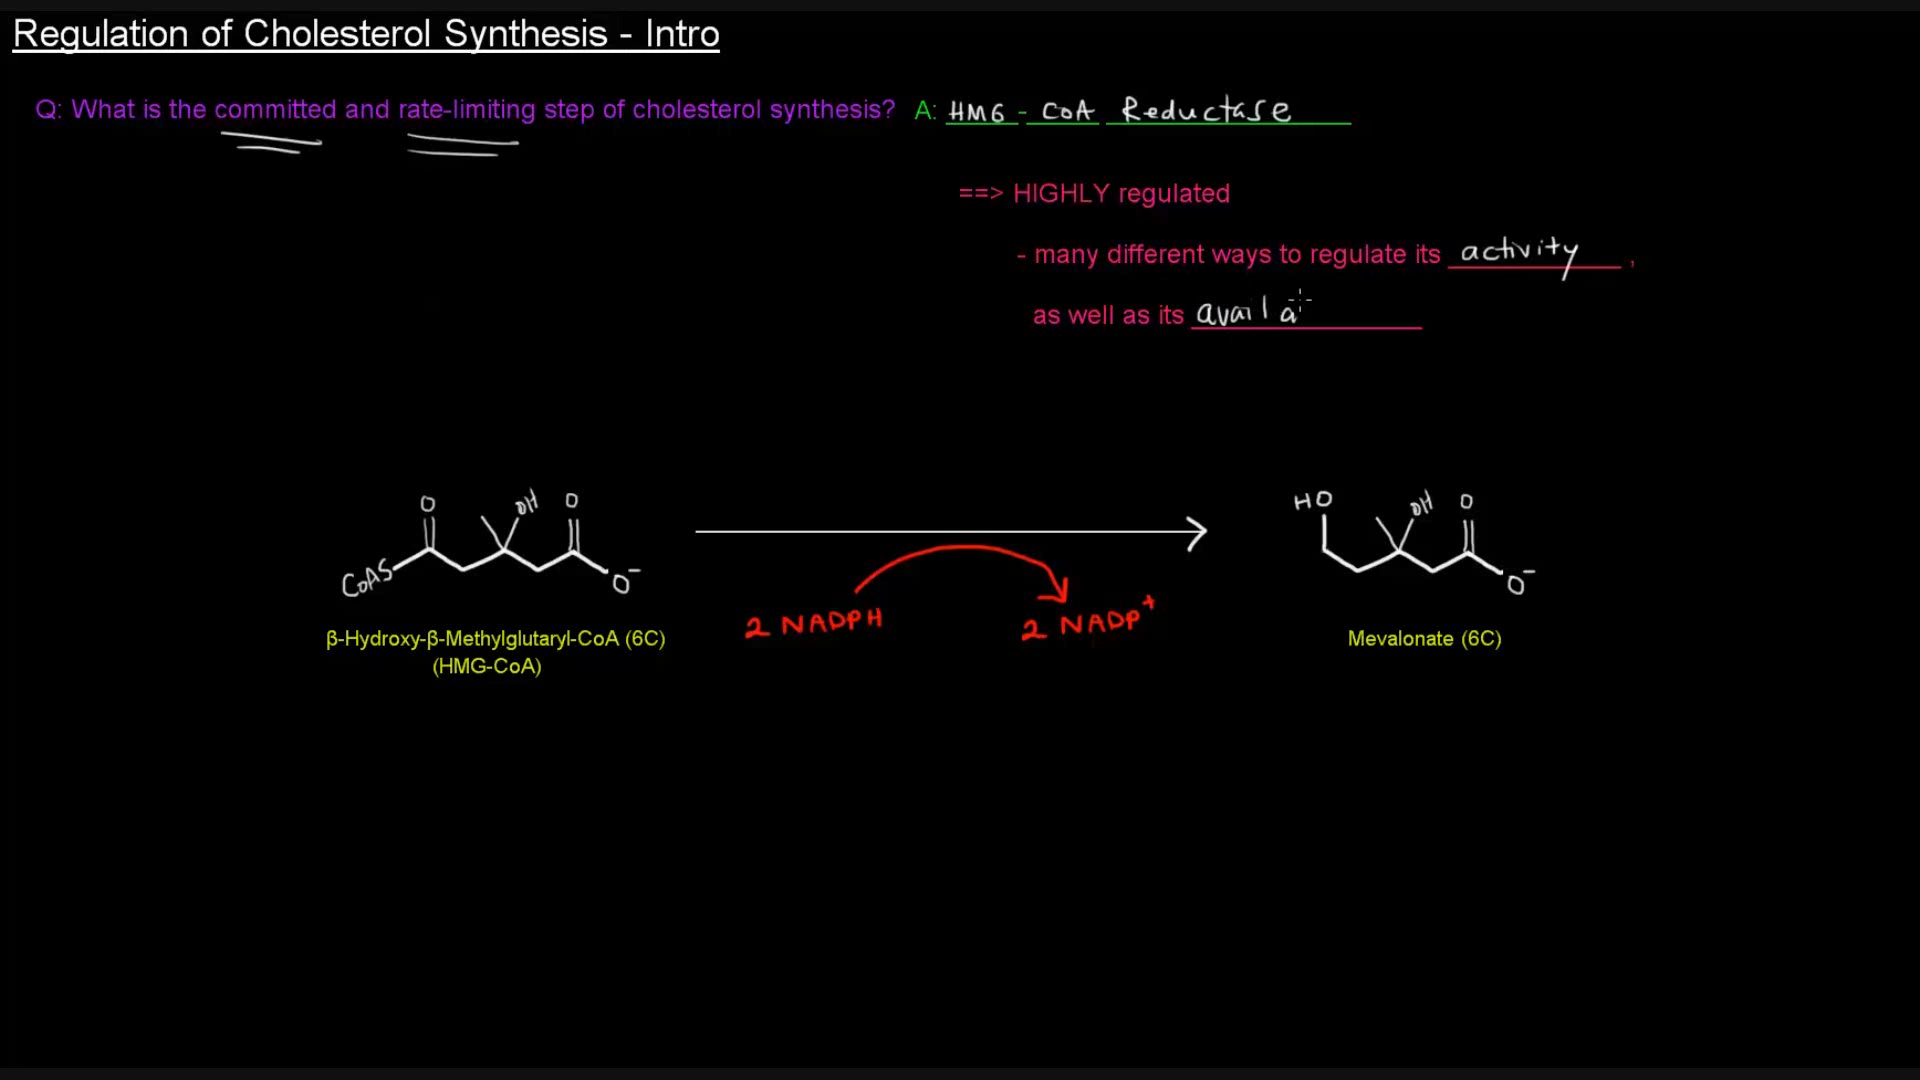 Regulation of Cholesterol Synthesis - Intro
Q: What is the committed and rate-limiting step of cholesterol synthesis? A: HMG - CoA Reductase
==> HIGHLY regulated
- many different ways to regulate its activity ,
as well as its availa
O OH O
HO OH O
CoAS O⁻
O⁻
2 NADPH 2 NADP⁺
β-Hydroxy-β-Methylglutaryl-CoA (6C)
Mevalonate (6C)
(HMG-CoA)